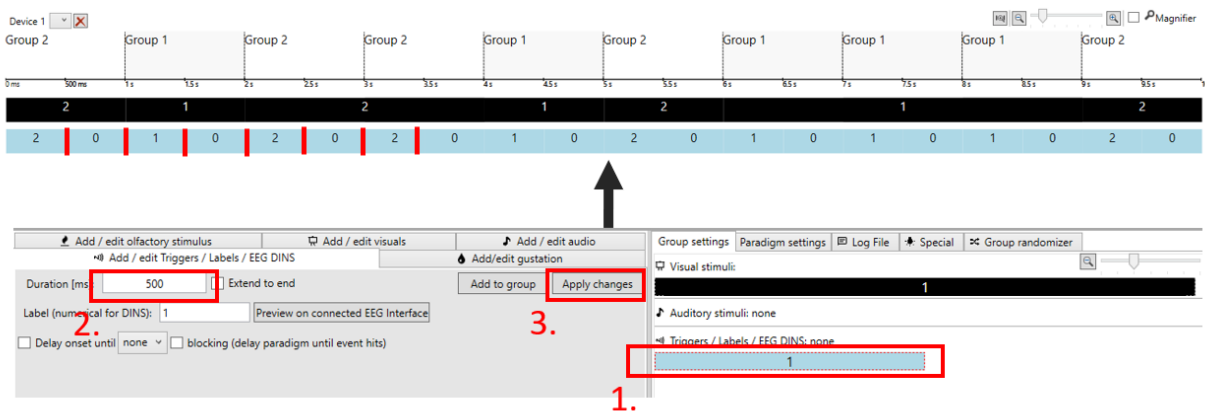 Device 1
Magnifier
Group 2 Group 1 Group 2 Group 2 Group 1 Group 2 Group 1 Group 1 Group 1 Group 2
0 ms 500 ms 1 s 1.5 s 2 s 2.5 s 3 s 3.5 s 4 s 4.5 s 5 s 5.5 s 6 s 6.5 s 7 s 7.5 s 8 s 8.5 s 9 s 9.5 s 1
2 1 2 1 2 1 2
2 0 1 0 2 0 2 0 1 0 2 0 1 0 1 0 1 0 2 0
Add / edit olfactory stimulus Add / edit visuals Add / edit audio
Add / edit Triggers / Labels / EEG DINS Add/edit gustation
Duration [ms]: 500 Extend to end Add to group Apply changes
Label (numerical for DINS): 1 Preview on connected EEG Interface
2. 3.
Delay onset until none blocking (delay paradigm until event hits)
Group settings Paradigm settings Log File Special Group randomizer
Visual stimuli:
1
Auditory stimuli: none
Triggers / Labels / EEG DINS: none
1
1.